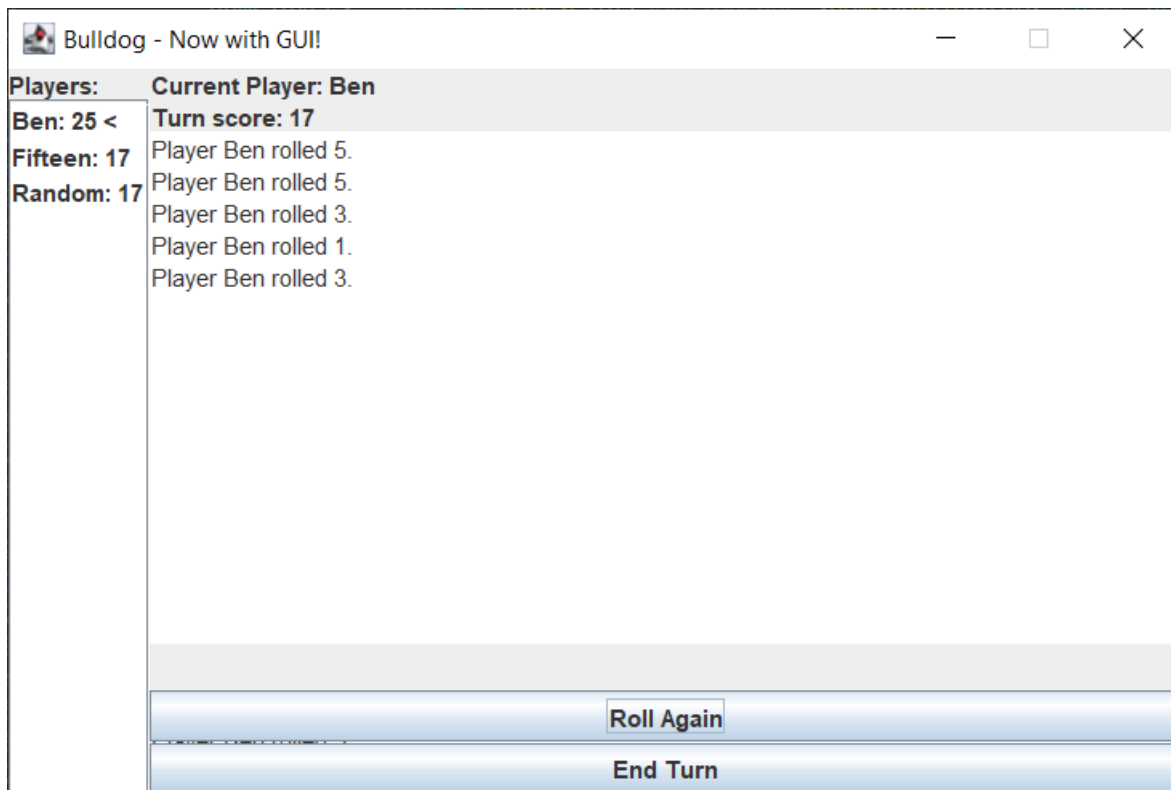 Bulldog - Now with GUI!
Players:
Ben: 25 <
Fifteen: 17
Random: 17
Current Player: Ben
Turn score: 17
Player Ben rolled 5.
Player Ben rolled 5.
Player Ben rolled 3.
Player Ben rolled 1.
Player Ben rolled 3.
Roll Again
End Turn